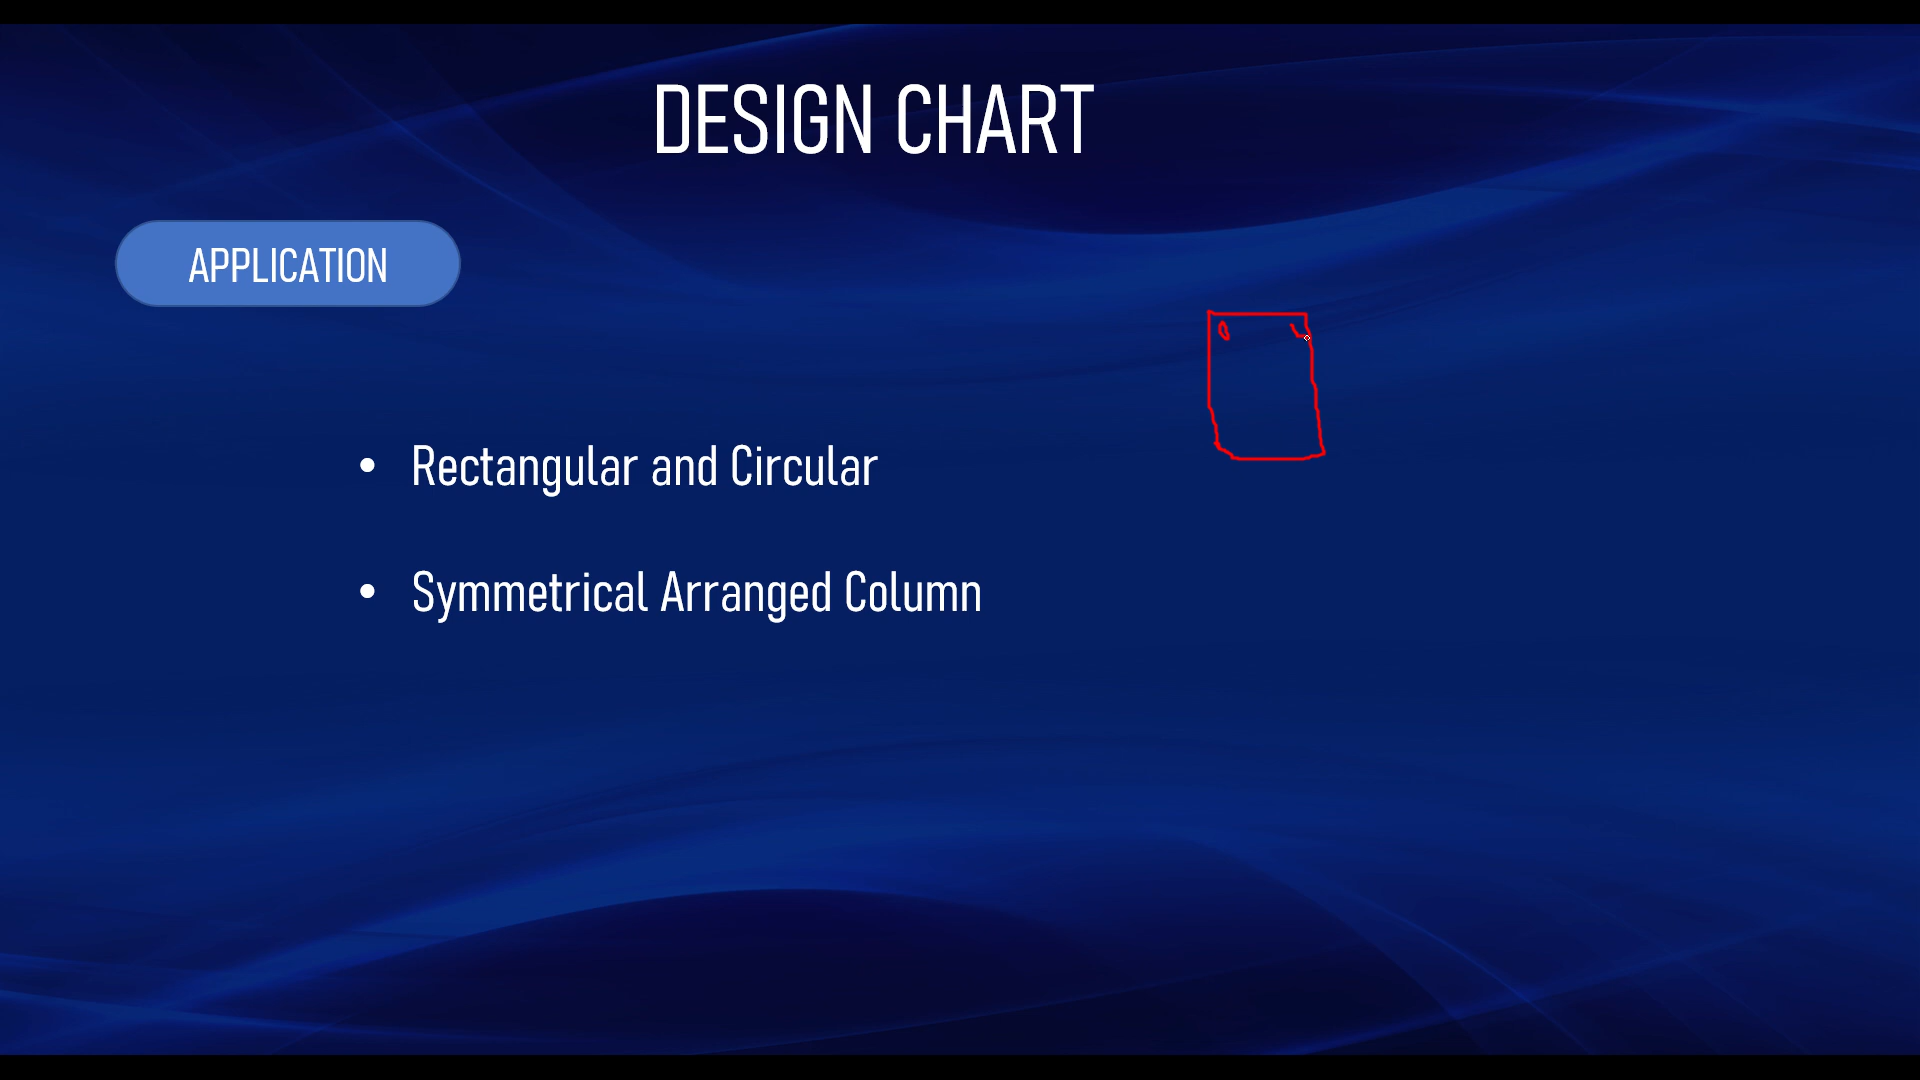 DESIGN CHART
APPLICATION
• Rectangular and Circular
• Symmetrical Arranged Column